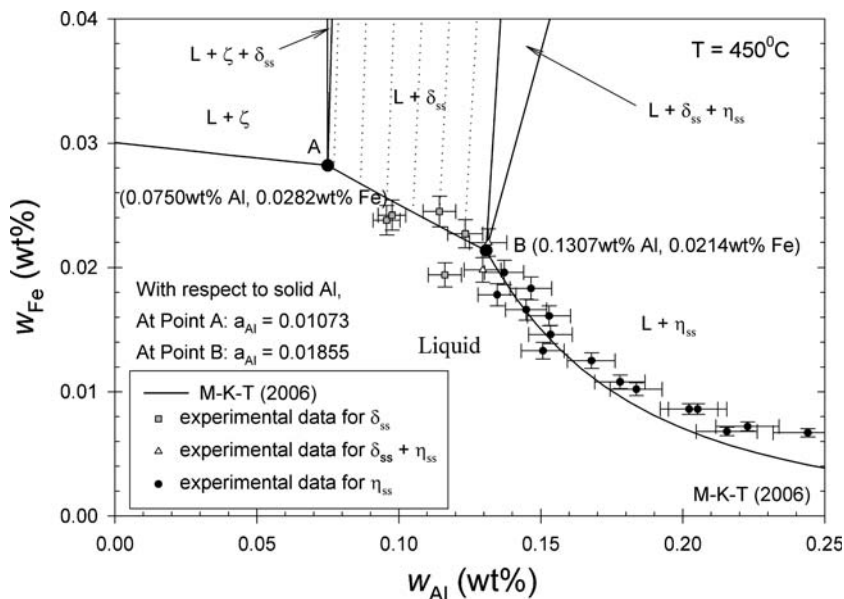 0.04
0.03
0.02
0.01
0.00
w_Fe (wt%)
L + ζ + δss
L + ζ
L + δss
T = 450⁰C
L + δss + ηss
A
(0.0750wt% Al, 0.0282wt% Fe)
B (0.1307wt% Al, 0.0214wt% Fe)
With respect to solid Al,
At Point A: aAl = 0.01073
At Point B: aAl = 0.01855
Liquid
L + ηss
M-K-T (2006)
experimental data for δss
experimental data for δss + ηss
experimental data for ηss
M-K-T (2006)
0.00 0.05 0.10 0.15 0.20 0.25
w_Al (wt%)